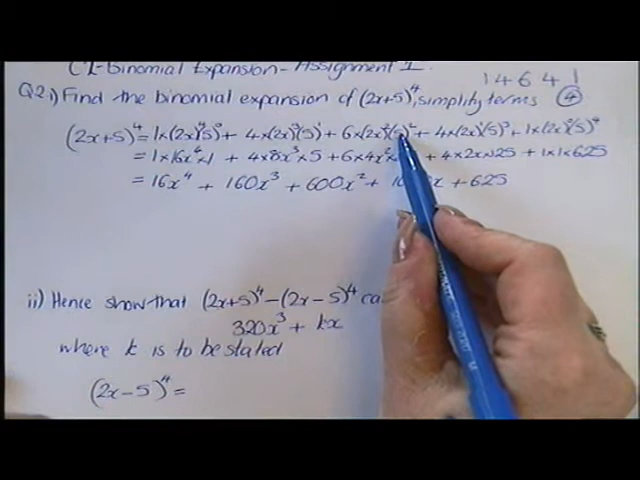 C2-Binomial Expansion - Assignment 1.
1 4 6 4 1
Q2.i) Find the binomial expansion of (2x+5)⁴, simplify terms ④
(2x+5)⁴ = 1×(2x)⁴(5)⁰ + 4×(2x)³(5)¹ + 6×(2x)²(5)² + 4×(2x)¹(5)³ + 1×(2x)⁰(5)⁴
= 1×16x⁴×1 + 4×8x³×5 + 6×4x²× + 4×2x×125 + 1×1×625
= 16x⁴ + 160x³ + 600x² + x + 625
ii) Hence show that (2x+5)⁴ - (2x-5)⁴ ca
320x³ + kx
where k is to be stated
(2x-5)⁴ =